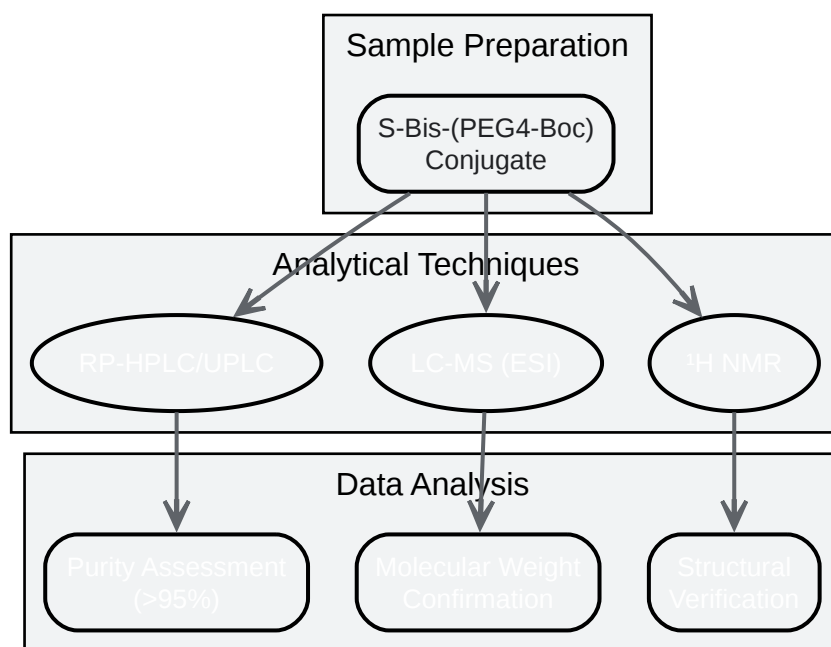 Sample Preparation
S-Bis-(PEG4-Boc)
Conjugate
Analytical Techniques
RP-HPLC/UPLC
LC-MS (ESI)
¹H NMR
Data Analysis
Purity Assessment
(>95%)
Molecular Weight
Confirmation
Structural
Verification